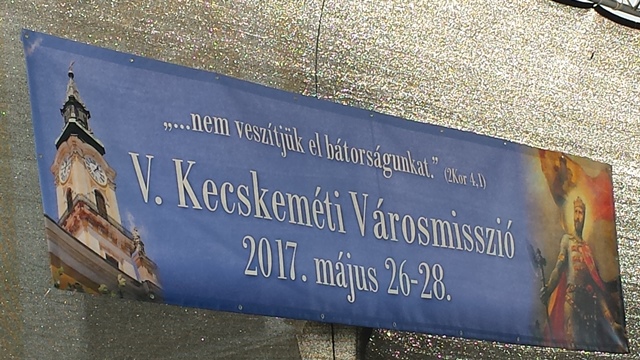 „...nem veszítjük el bátorságunkat.” (2Kor 4,1)
V. Kecskeméti Városmisszió
2017. május 26-28.